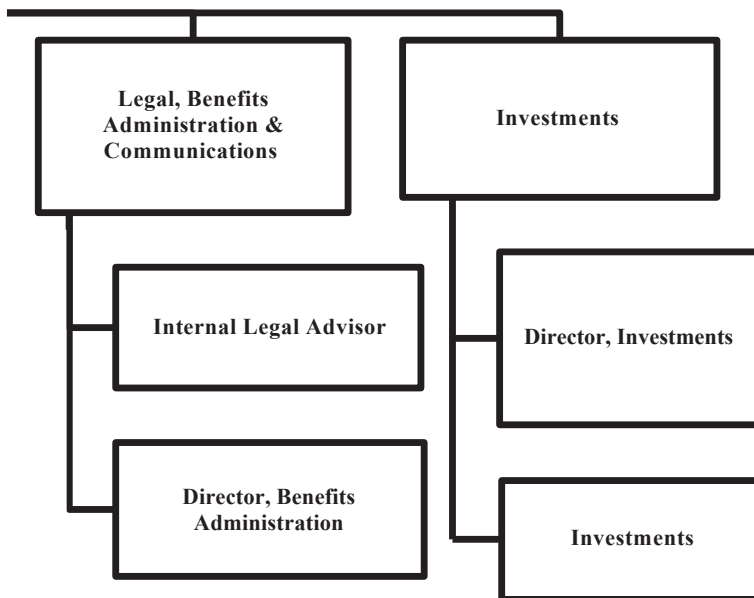 Legal, Benefits
Administration &
Communications
Investments
Internal Legal Advisor
Director, Investments
Director, Benefits
Administration
Investments